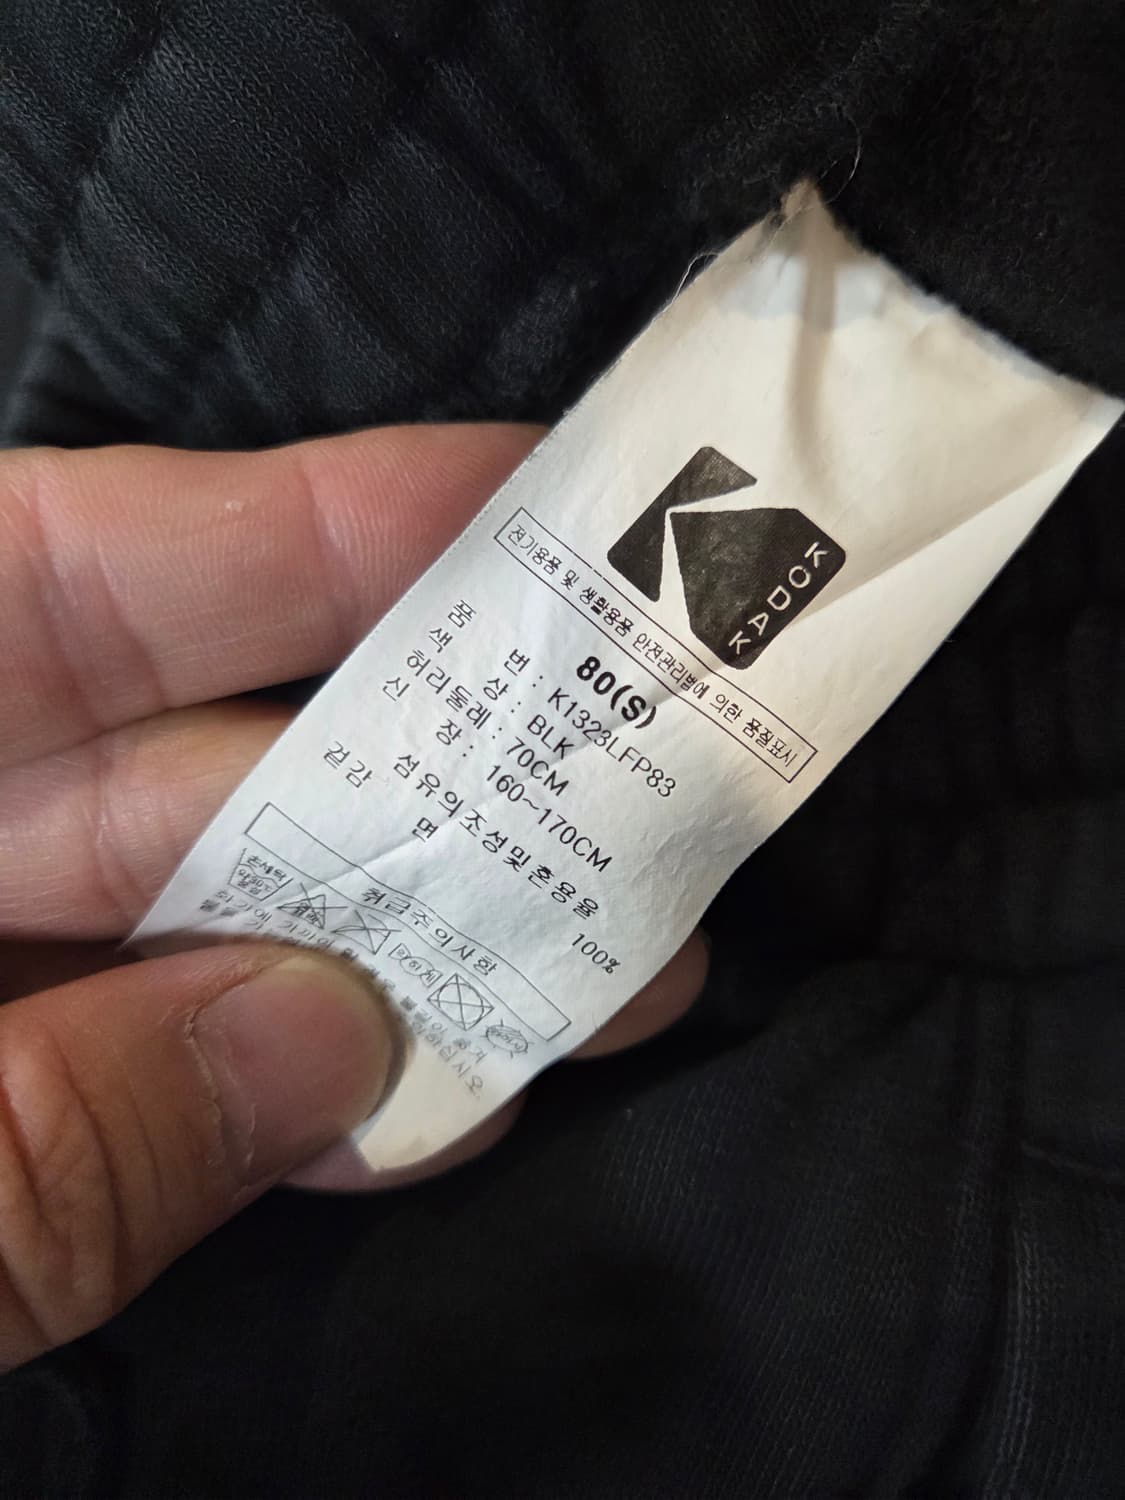 KODAK
전기용품 및 생활용품 안전관리법에 의한 품질표시
80(S)
품 번 : K1323LFP83
색 상 : BLK
허리둘레 : 70CM
신 장 : 160~170CM
섬유의조성및혼용율
겉감 면 100%
취급주의사항
손세탁